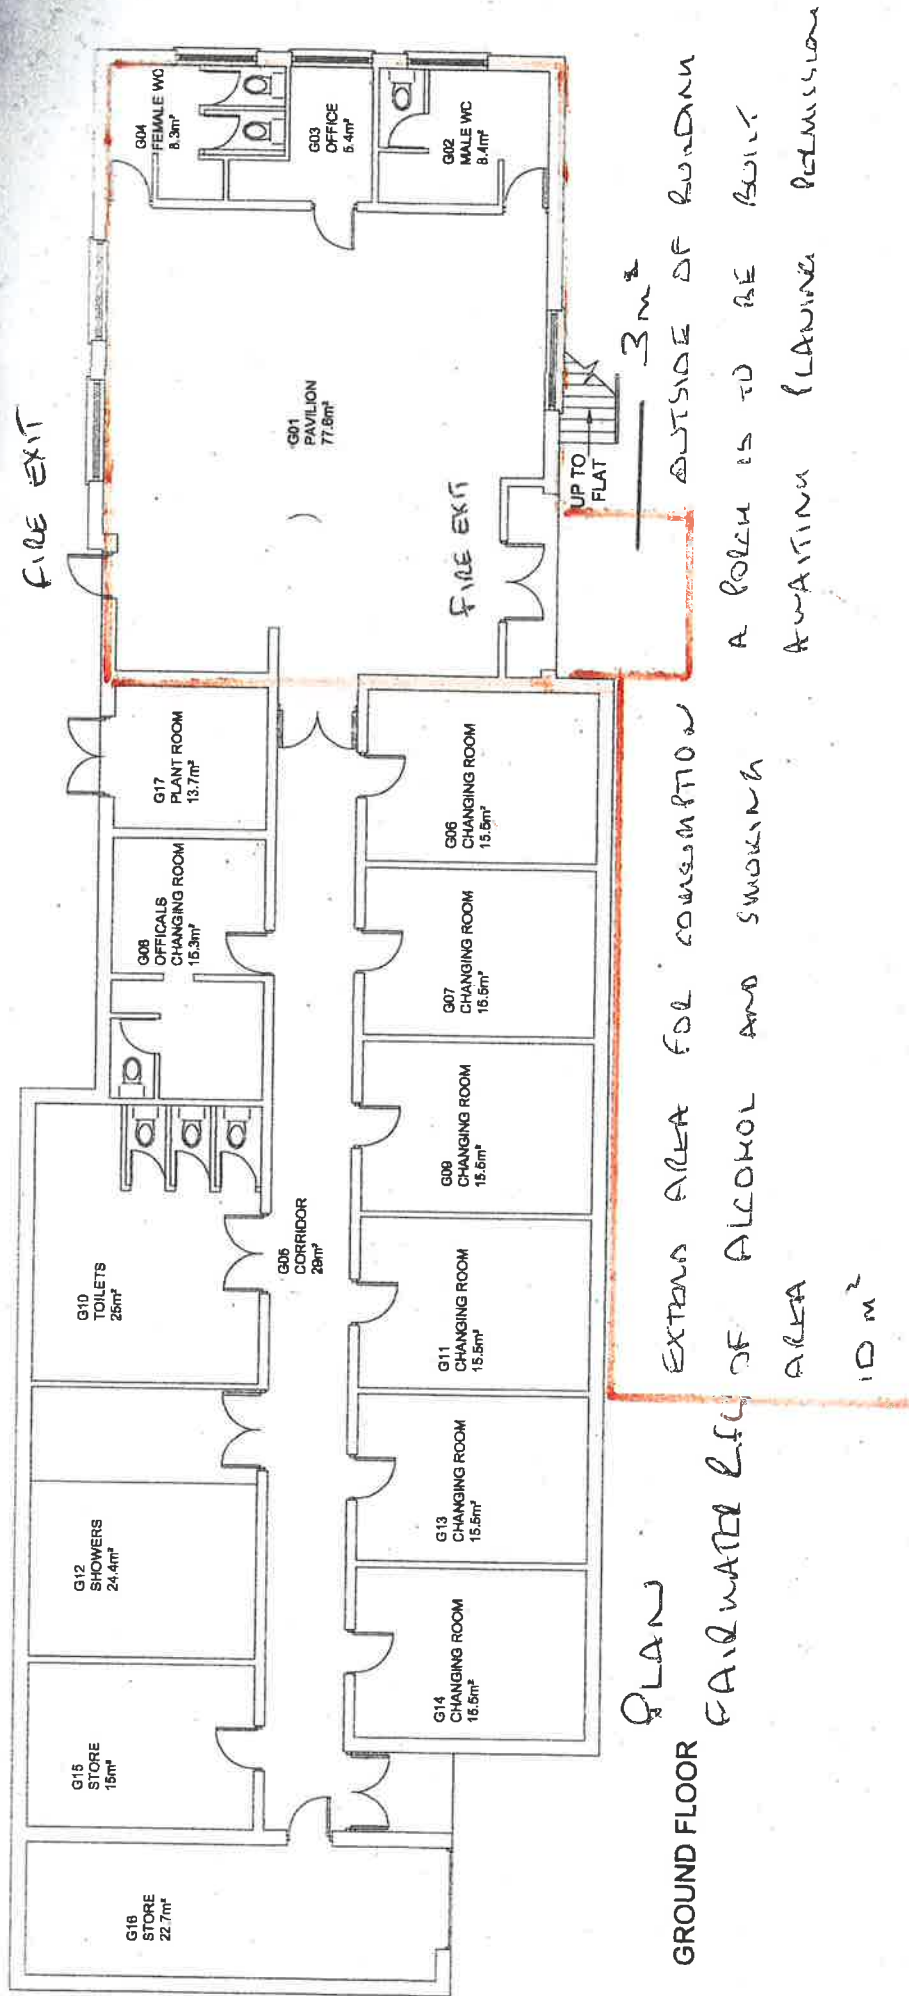 FIRE EXIT
G04
FEMALE WC
8.3m²
G03
OFFICE
5.4m²
G02
MALE WC
8.4m²
G01
PAVILION
77.6m²
FIRE EXIT
UP TO
FLAT
3m²
OUTSIDE OF
A PORCH IS TO BE BUILT
AWAITING PLANING PERMISSION
G17
PLANT ROOM
13.7m²
G08
OFFICALS
CHANGING ROOM
15.3m²
G10
TOILETS
25m²
G12
SHOWERS
24.4m²
G15
STORE
15m²
G16
STORE
22.7m²
G05
CORRIDOR
29m²
G06
CHANGING ROOM
15.5m²
G07
CHANGING ROOM
15.5m²
G09
CHANGING ROOM
15.5m²
G11
CHANGING ROOM
15.5m²
G13
CHANGING ROOM
15.5m²
G14
CHANGING ROOM
15.5m²
EXTEND AREA FOR CONSUMPTION
OF ALCOHOL AND SMOKING
AREA
10 m²
PLAN
FAIRWATER
GROUND FLOOR